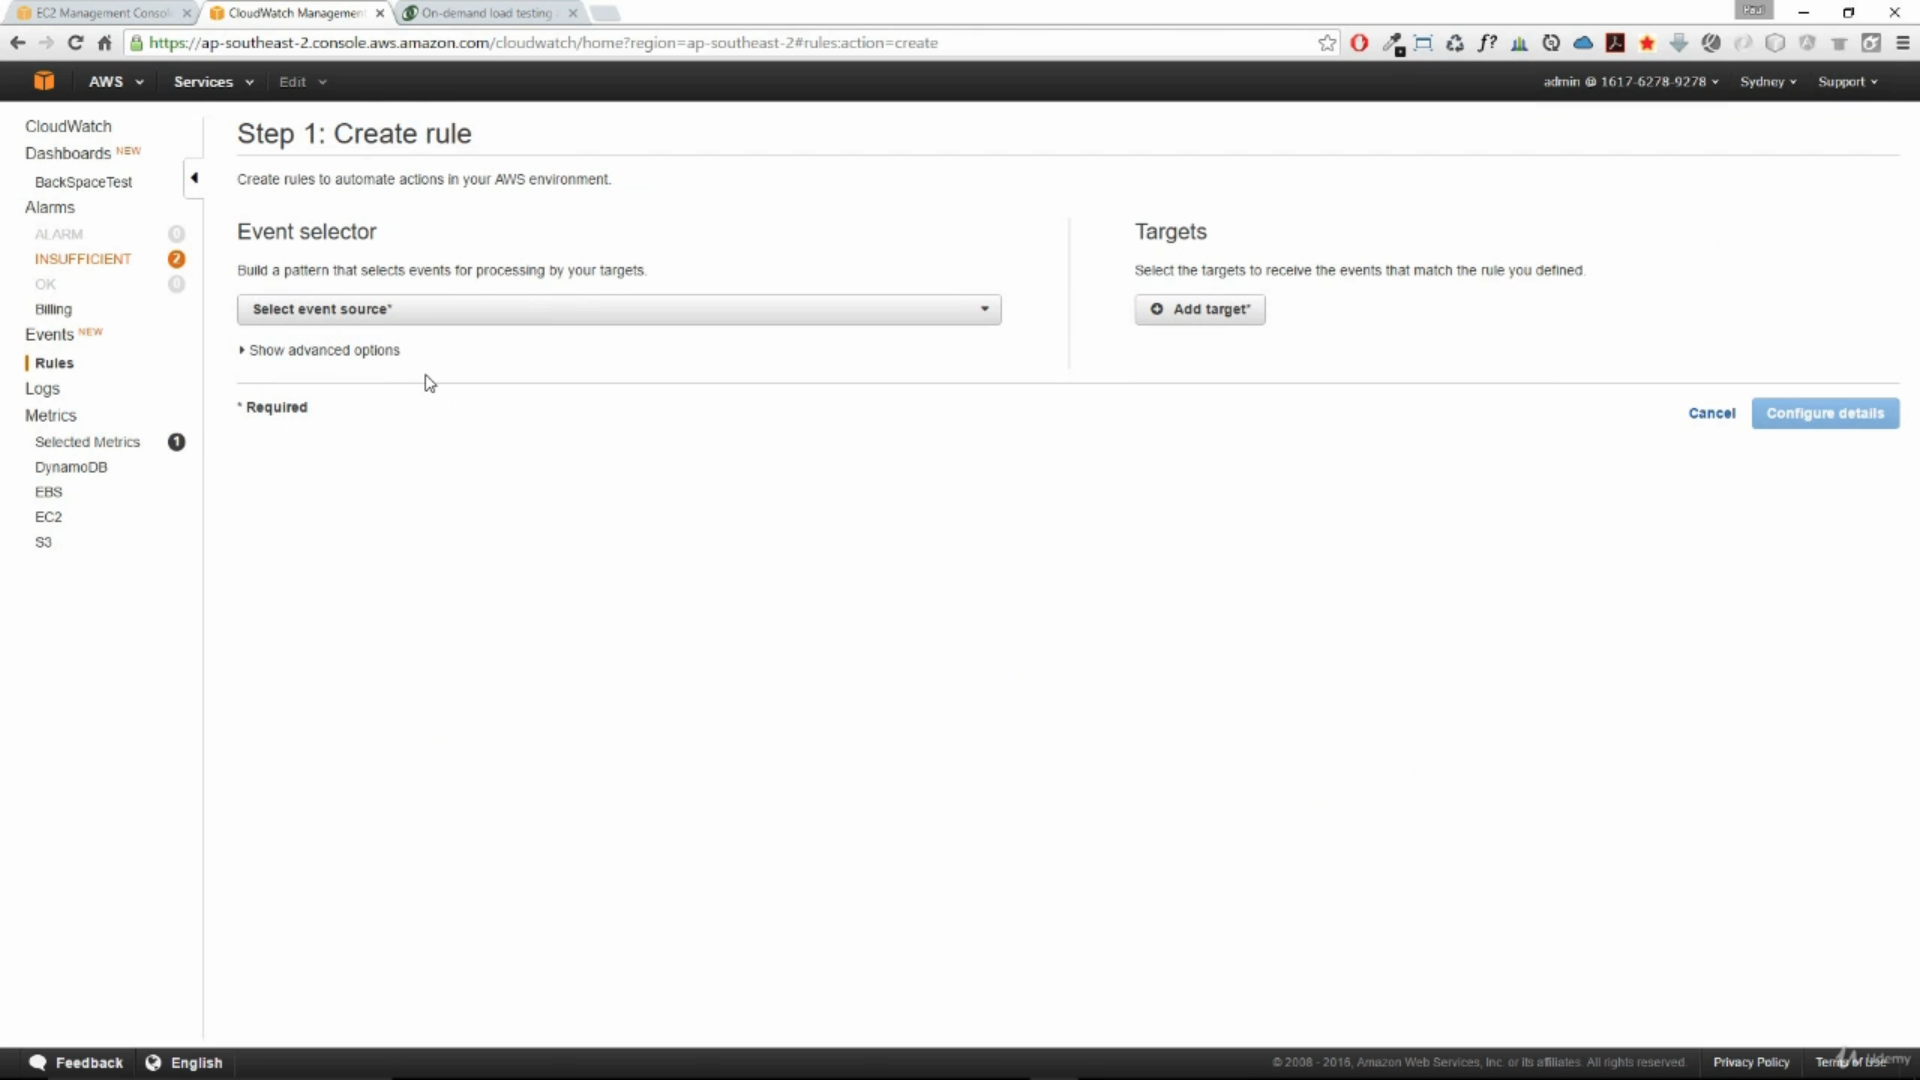 EC2 Management Consol
CloudWatch Management
On-demand load testing
Paul
https://ap-southeast-2.console.aws.amazon.com/cloudwatch/home?region=ap-southeast-2#rules:action=create
f?
AWS
Services
Edit
admin @ 1617-6278-9278
Sydney
Support
CloudWatch
Dashboards NEW
BackSpaceTest
Alarms
ALARM 0
INSUFFICIENT 2
OK 0
Billing
Events NEW
Rules
Logs
Metrics
Selected Metrics 1
DynamoDB
EBS
EC2
S3
Step 1: Create rule
Create rules to automate actions in your AWS environment.
Event selector
Build a pattern that selects events for processing by your targets.
Select event source*
Show advanced options
Targets
Select the targets to receive the events that match the rule you defined.
Add target*
* Required
Cancel
Configure details
Feedback
English
© 2008 - 2016, Amazon Web Services, Inc. or its affiliates. All rights reserved.
Privacy Policy
Terms of Use
Udemy